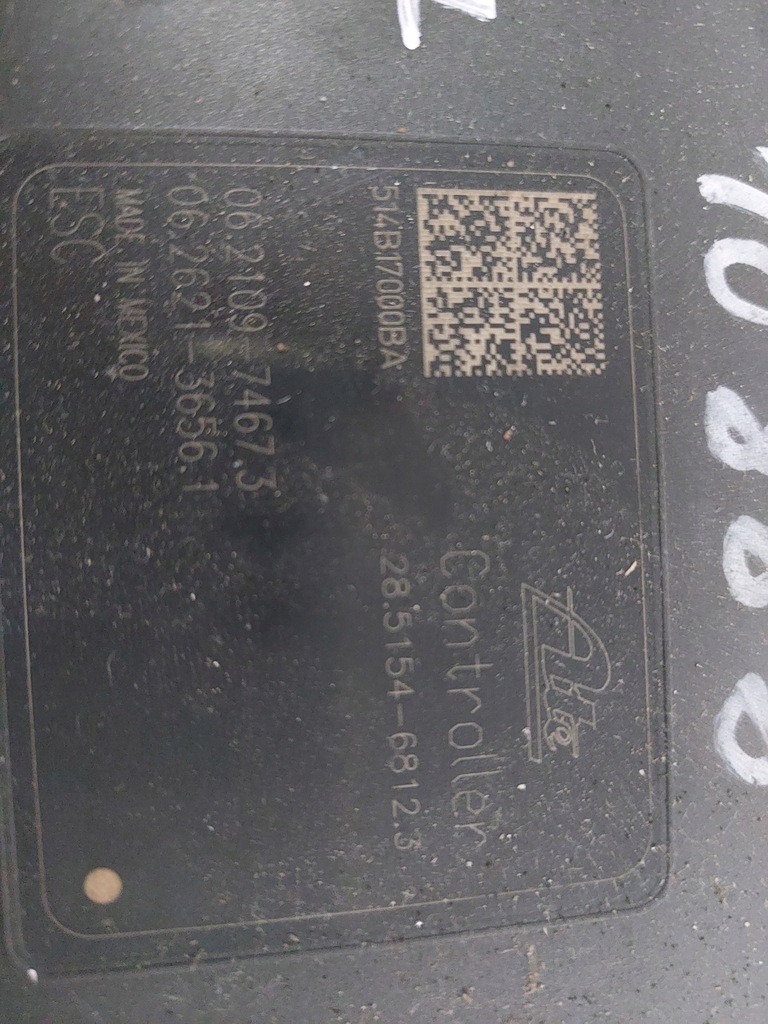 Ate
Controller
28.5154-6812.3
514B17000BA
06.2109-7467.3
06.2621-3656.1
MADE IN MEXICO
ESC